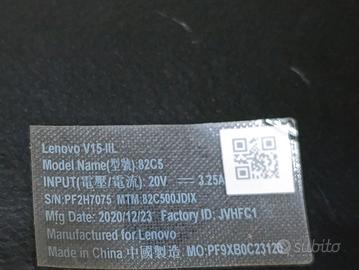 Lenovo V15-IIL
Model Name(型號):82C5
INPUT(電壓/電流): 20V ⎓ 3.25A
S/N:PF2H7075 MTM:82C500JDIX
Mfg Date: 2020/12/23 Factory ID: JVHFC1
Manufactured for Lenovo
Made in China 中國製造 MO:PF9XB0C23120
subito